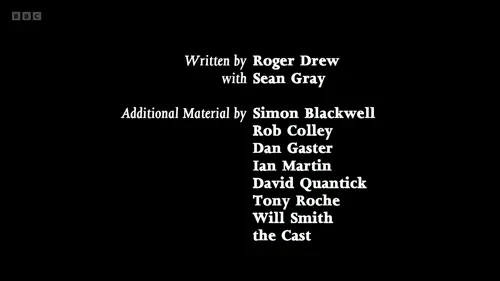 BBC
Written by Roger Drew
with Sean Gray
Additional Material by Simon Blackwell
Rob Colley
Dan Gaster
Ian Martin
David Quantick
Tony Roche
Will Smith
the Cast